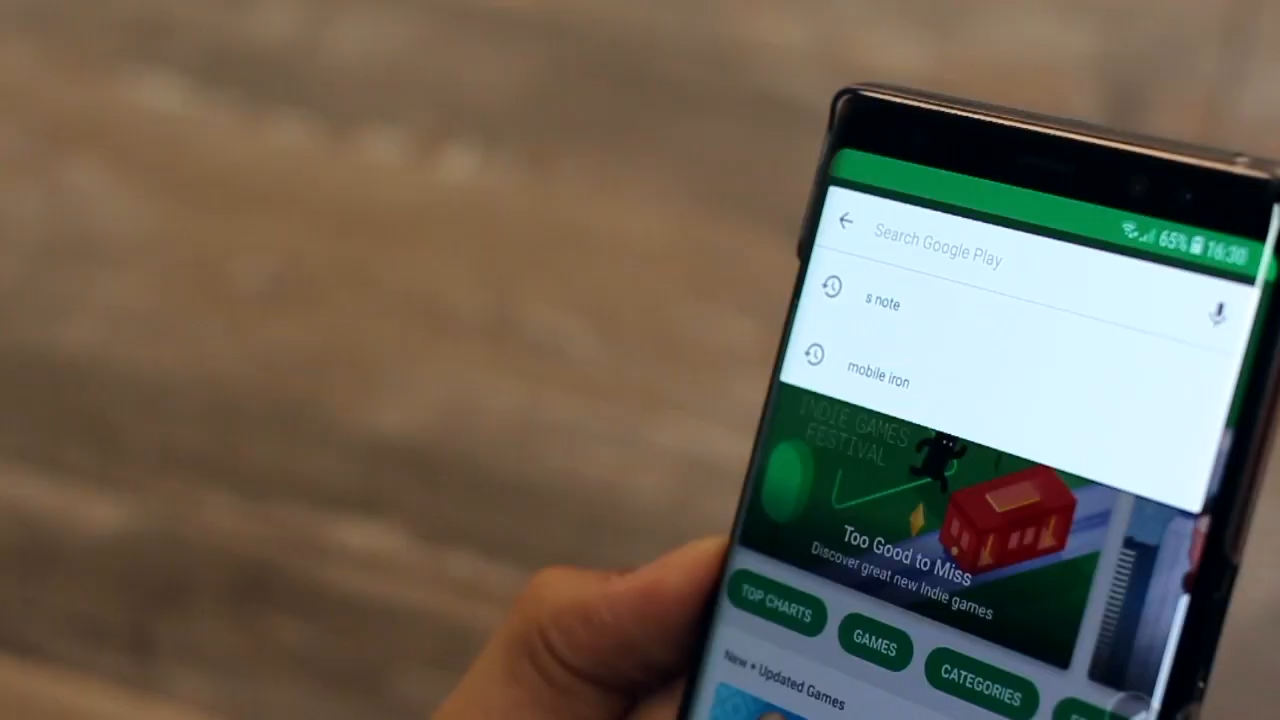 65% 16:30
Search Google Play
s note
mobile iron
INDIE GAMES
FESTIVAL
Too Good to Miss
Discover great new Indie games
TOP CHARTS
GAMES
CATEGORIES
New + Updated Games